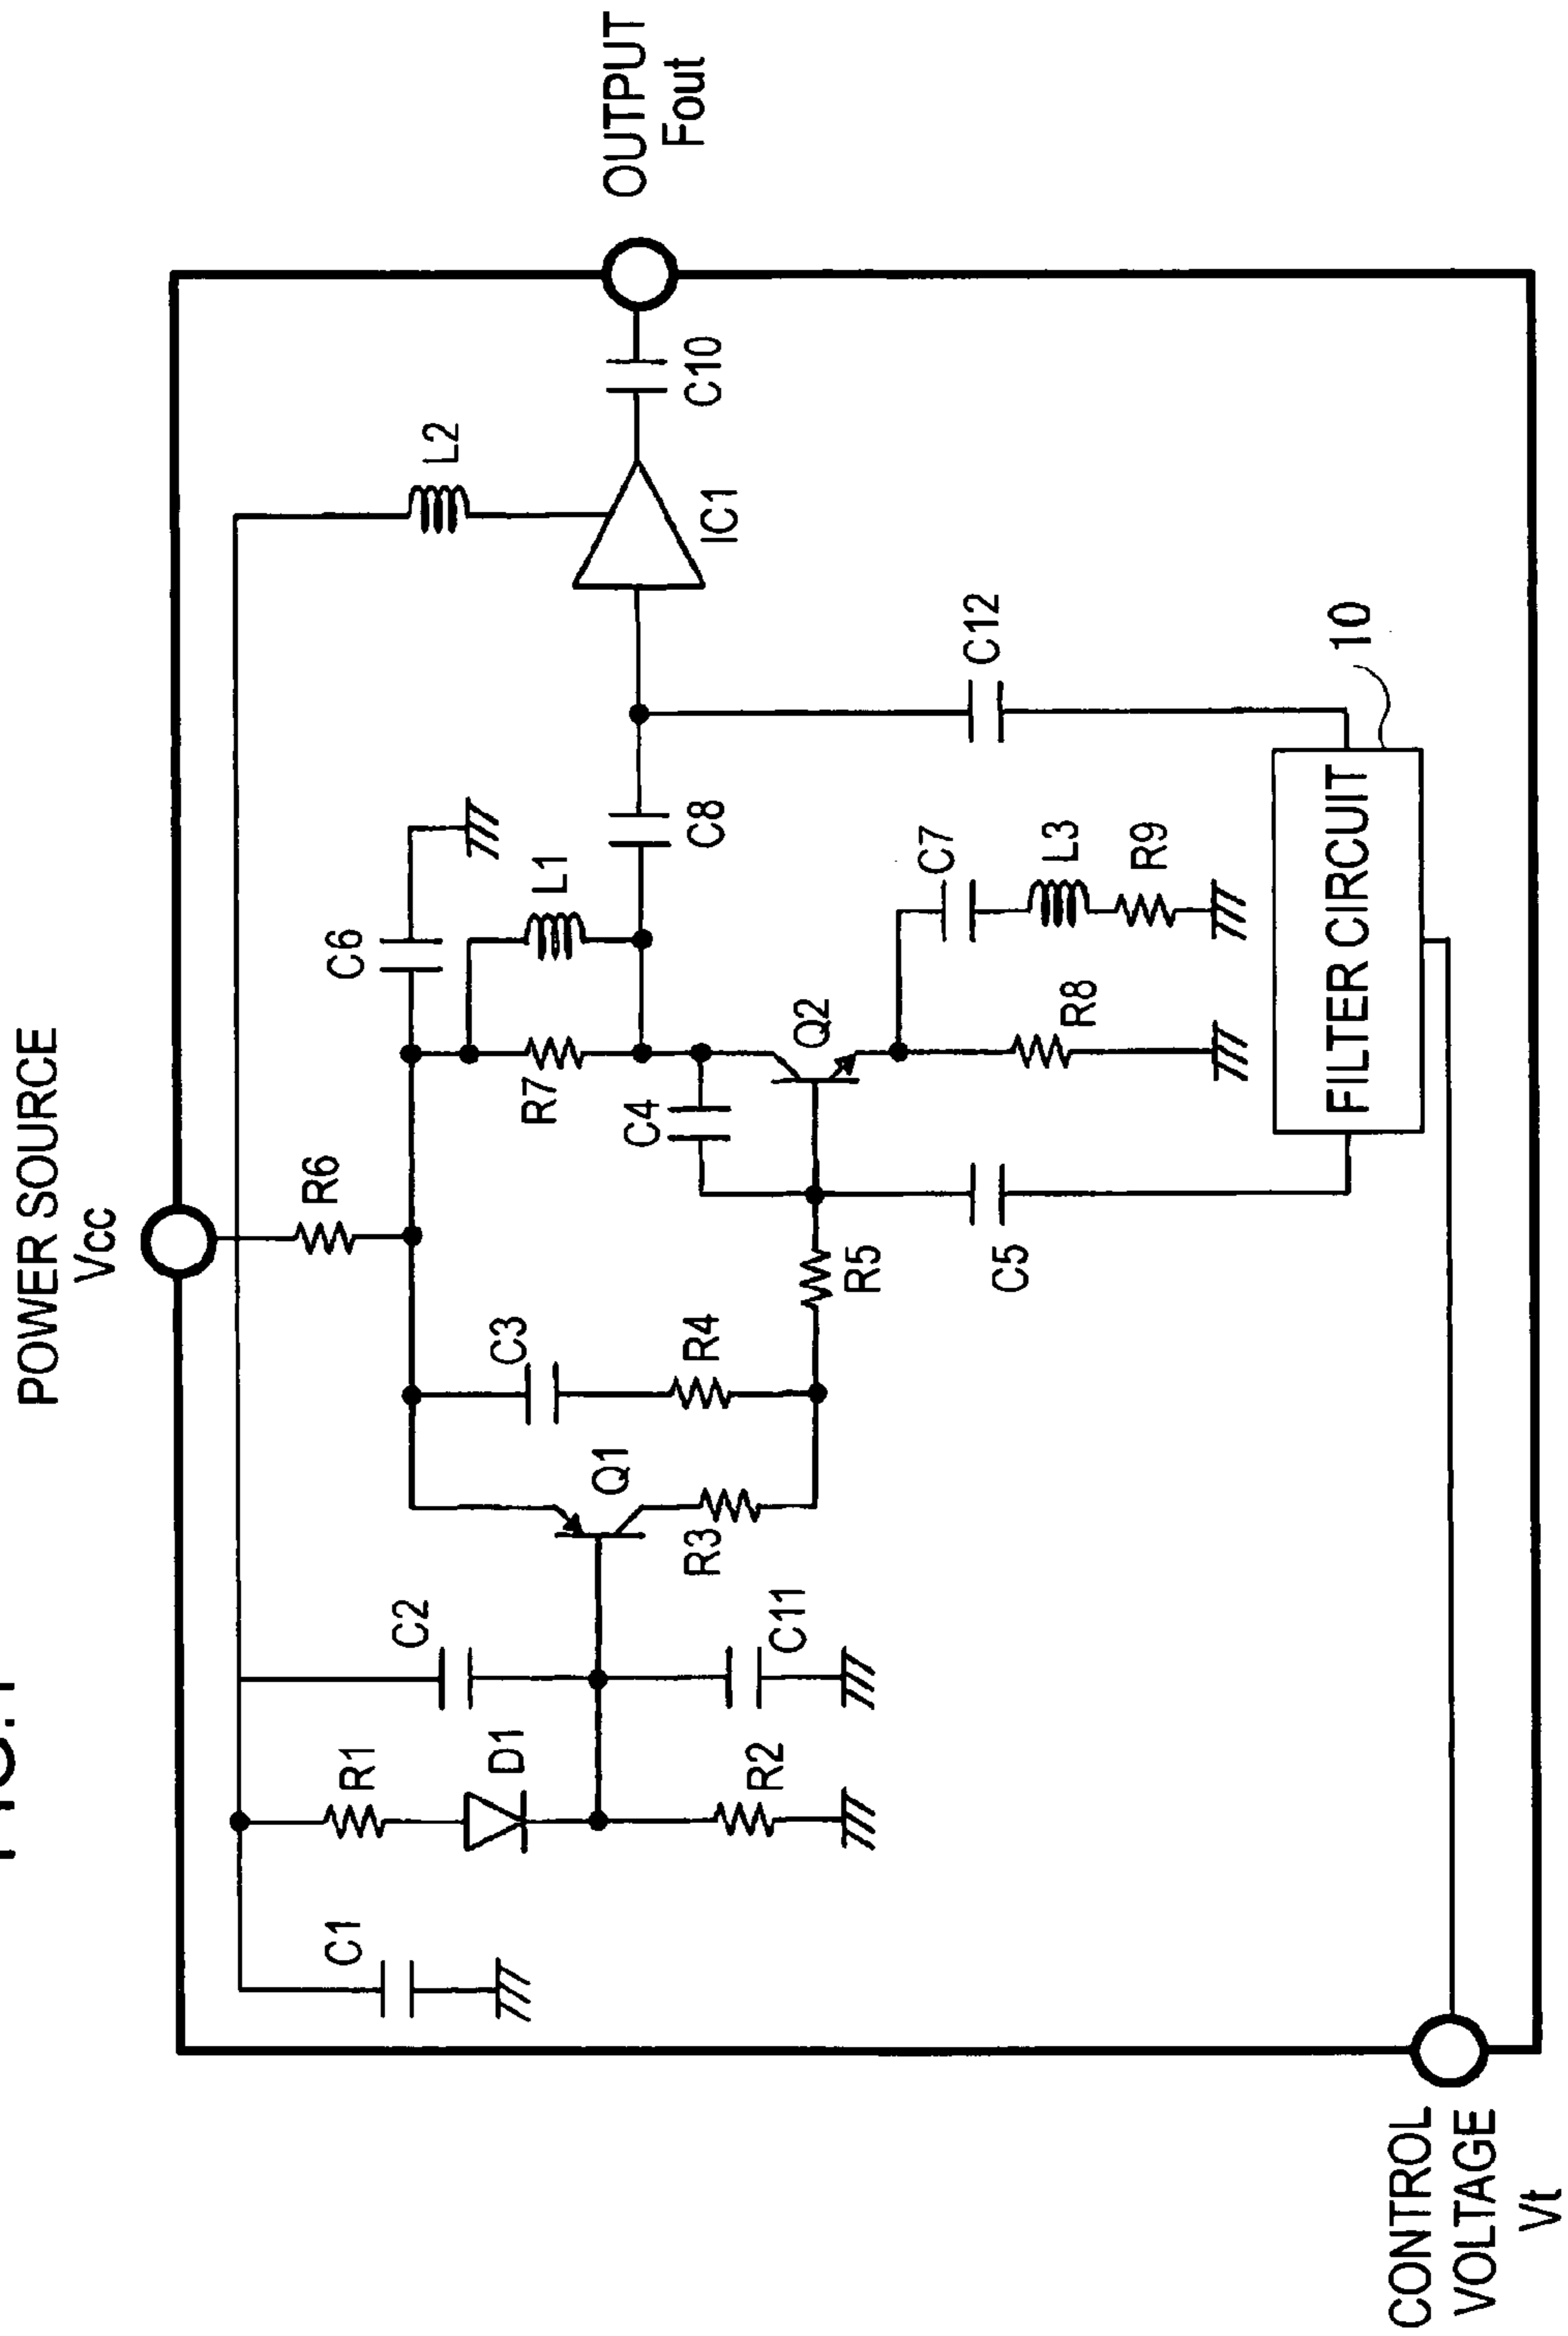 POWER SOURCE
Vcc
C1
R1
R6
C6
C2
L2
D1
C3
R7
L1
Q1
OUTPUT
Fout
C4
R3
R4
C8
C10
IC1
R2
C11
Q2
R5
C7
C5
C12
L3
R8
R9
FILTER CIRCUIT
10
CONTROL
VOLTAGE
Vt